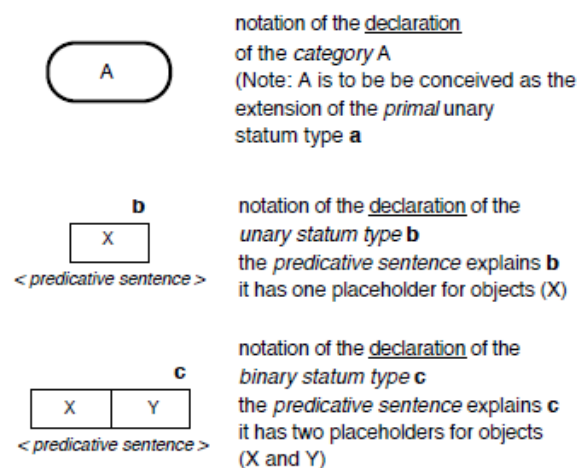 A
notation of the declaration
of the category A
(Note: A is to be be conceived as the
extension of the primal unary
statum type a
b
X
< predicative sentence >
notation of the declaration of the
unary statum type b
the predicative sentence explains b
it has one placeholder for objects (X)
c
X Y
< predicative sentence >
notation of the declaration of the
binary statum type c
the predicative sentence explains c
it has two placeholders for objects
(X and Y)